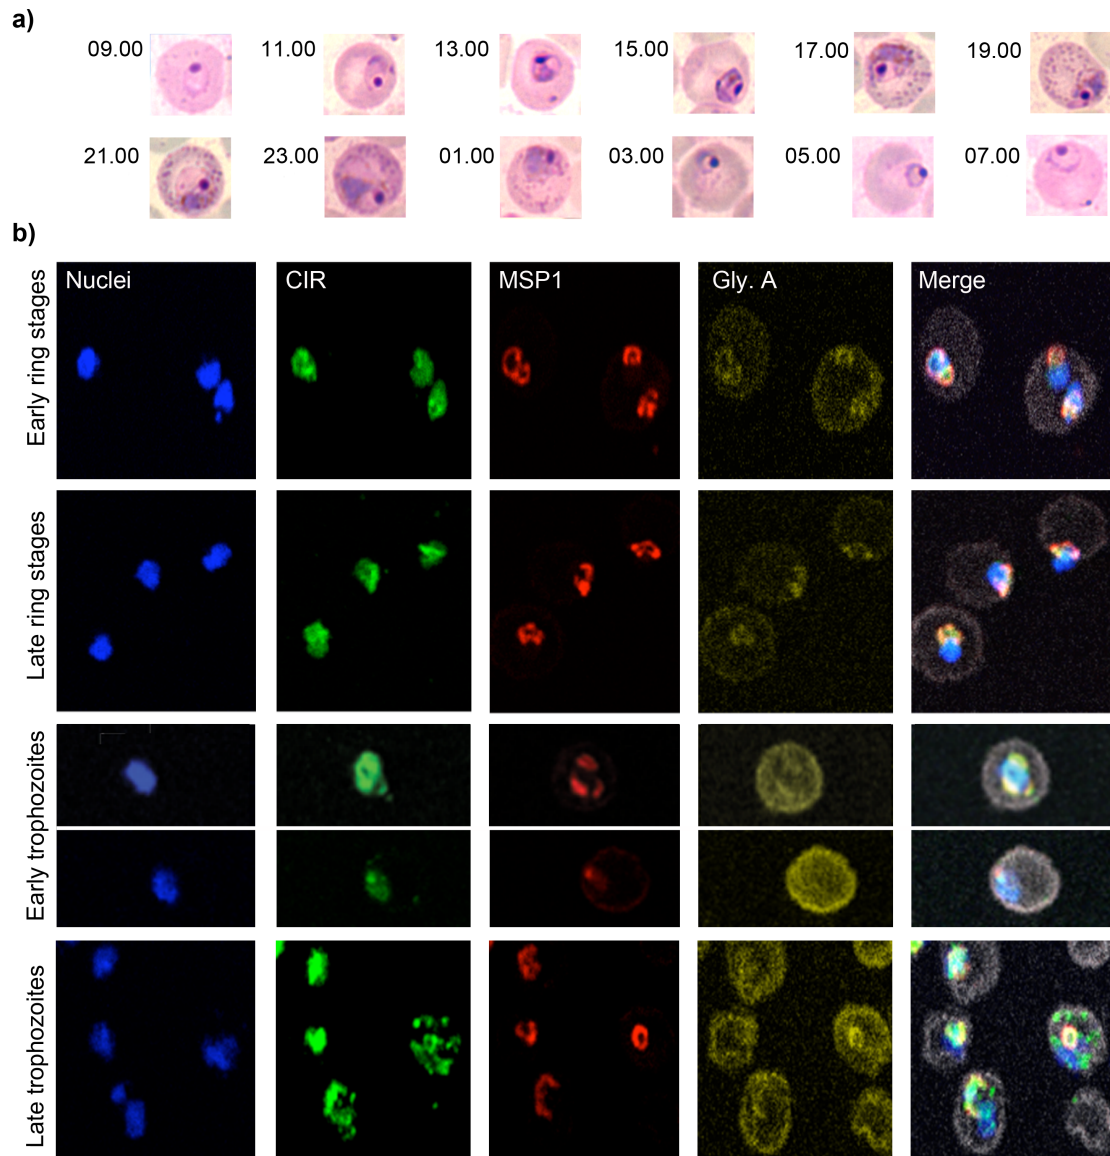 a)
09.00 11.00 13.00 15.00 17.00 19.00
21.00 23.00 01.00 03.00 05.00 07.00
b)
Nuclei CIR MSP1 Gly. A Merge
Early ring stages
Late ring stages
Early trophozoites
Late trophozoites